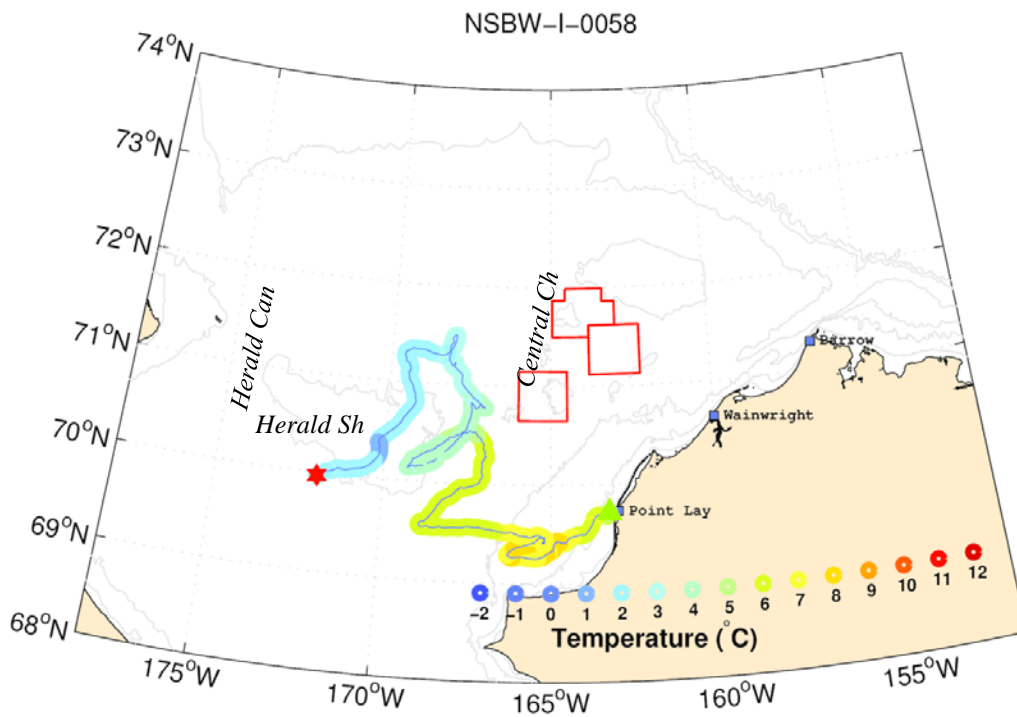 NSBW-I-0058
74°N
73°N
72°N
71°N
70°N
69°N
68°N
Herald Can
Central Ch
Herald Sh
Barrow
Wainwright
Point Lay
-2 -1 0 1 2 3 4 5 6 7 8 9 10 11 12
Temperature (°C)
175°W 170°W 165°W 160°W 155°W